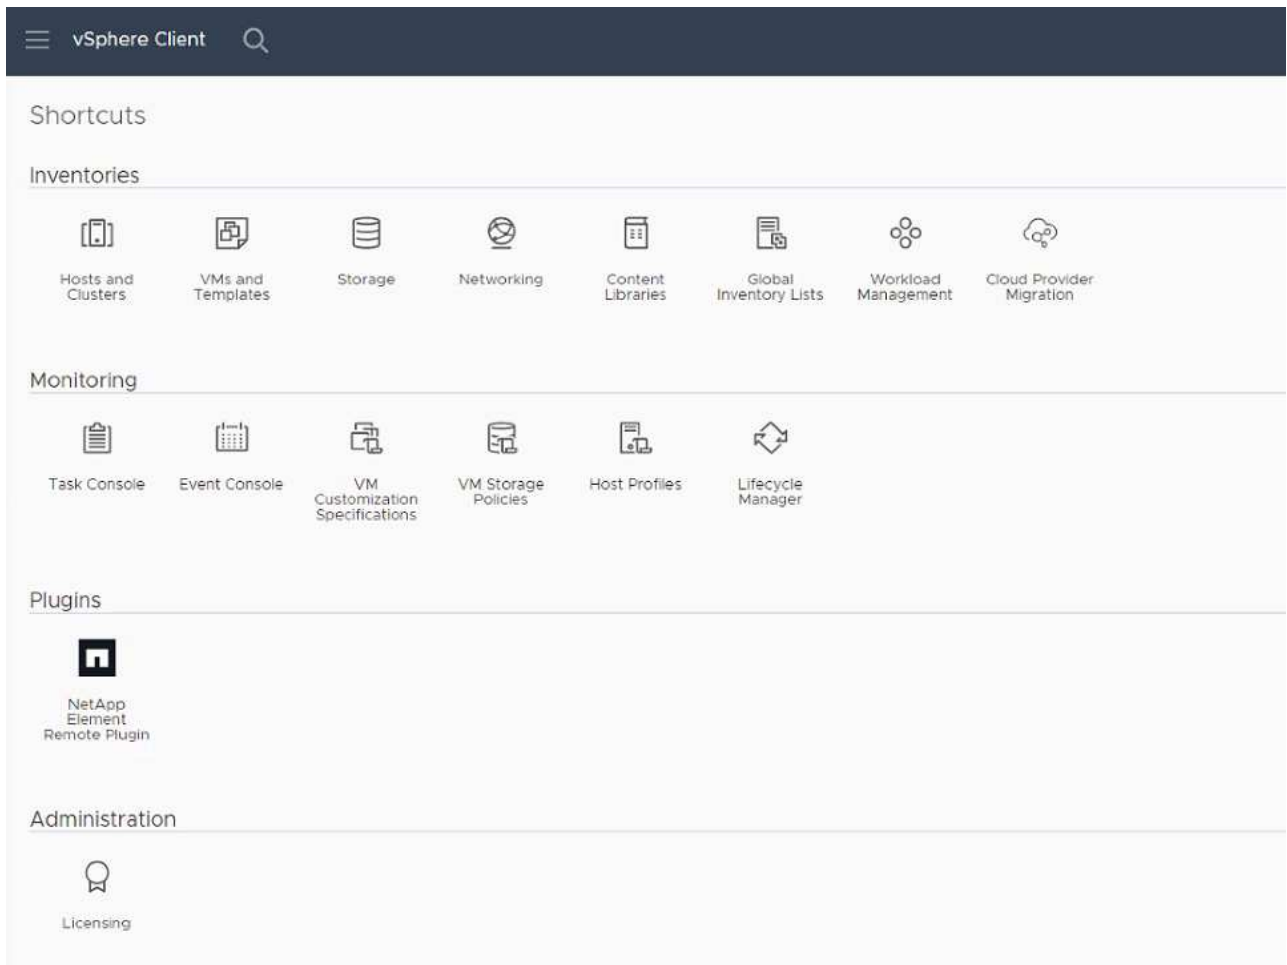 vSphere Client
Shortcuts
Inventories
Hosts and
Clusters
VMs and
Templates
Storage
Networking
Content
Libraries
Global
Inventory Lists
Workload
Management
Cloud Provider
Migration
Monitoring
Task Console
Event Console
VM
Customization
Specifications
VM Storage
Policies
Host Profiles
Lifecycle
Manager
Plugins
NetApp
Element
Remote Plugin
Administration
Licensing